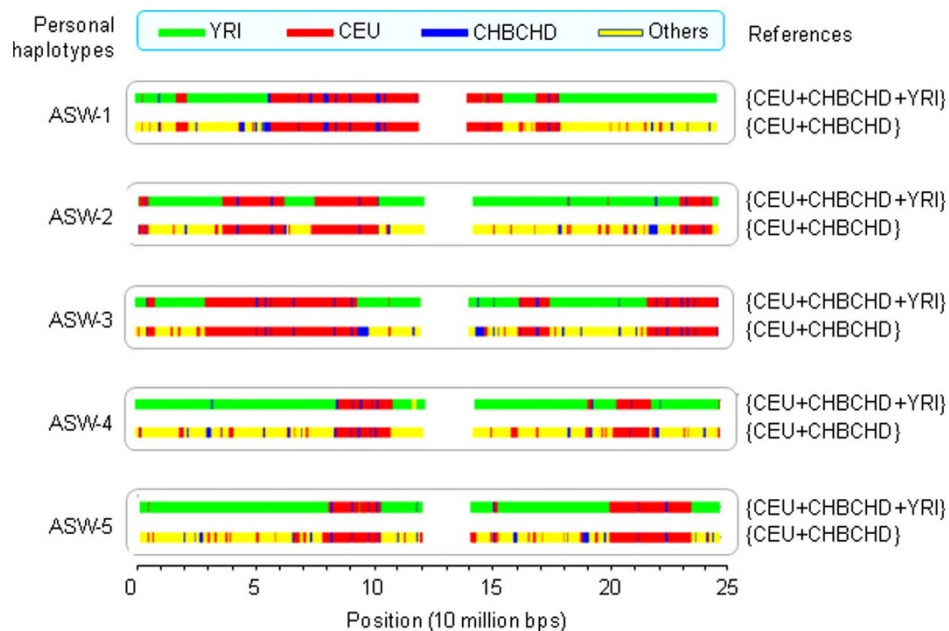 Personal haplotypes
YRI CEU CHBCHD Others
References
ASW-1
{CEU+CHBCHD+YRI}
{CEU+CHBCHD}
ASW-2
{CEU+CHBCHD+YRI}
{CEU+CHBCHD}
ASW-3
{CEU+CHBCHD+YRI}
{CEU+CHBCHD}
ASW-4
{CEU+CHBCHD+YRI}
{CEU+CHBCHD}
ASW-5
{CEU+CHBCHD+YRI}
{CEU+CHBCHD}
0 5 10 15 20 25
Position (10 million bps)